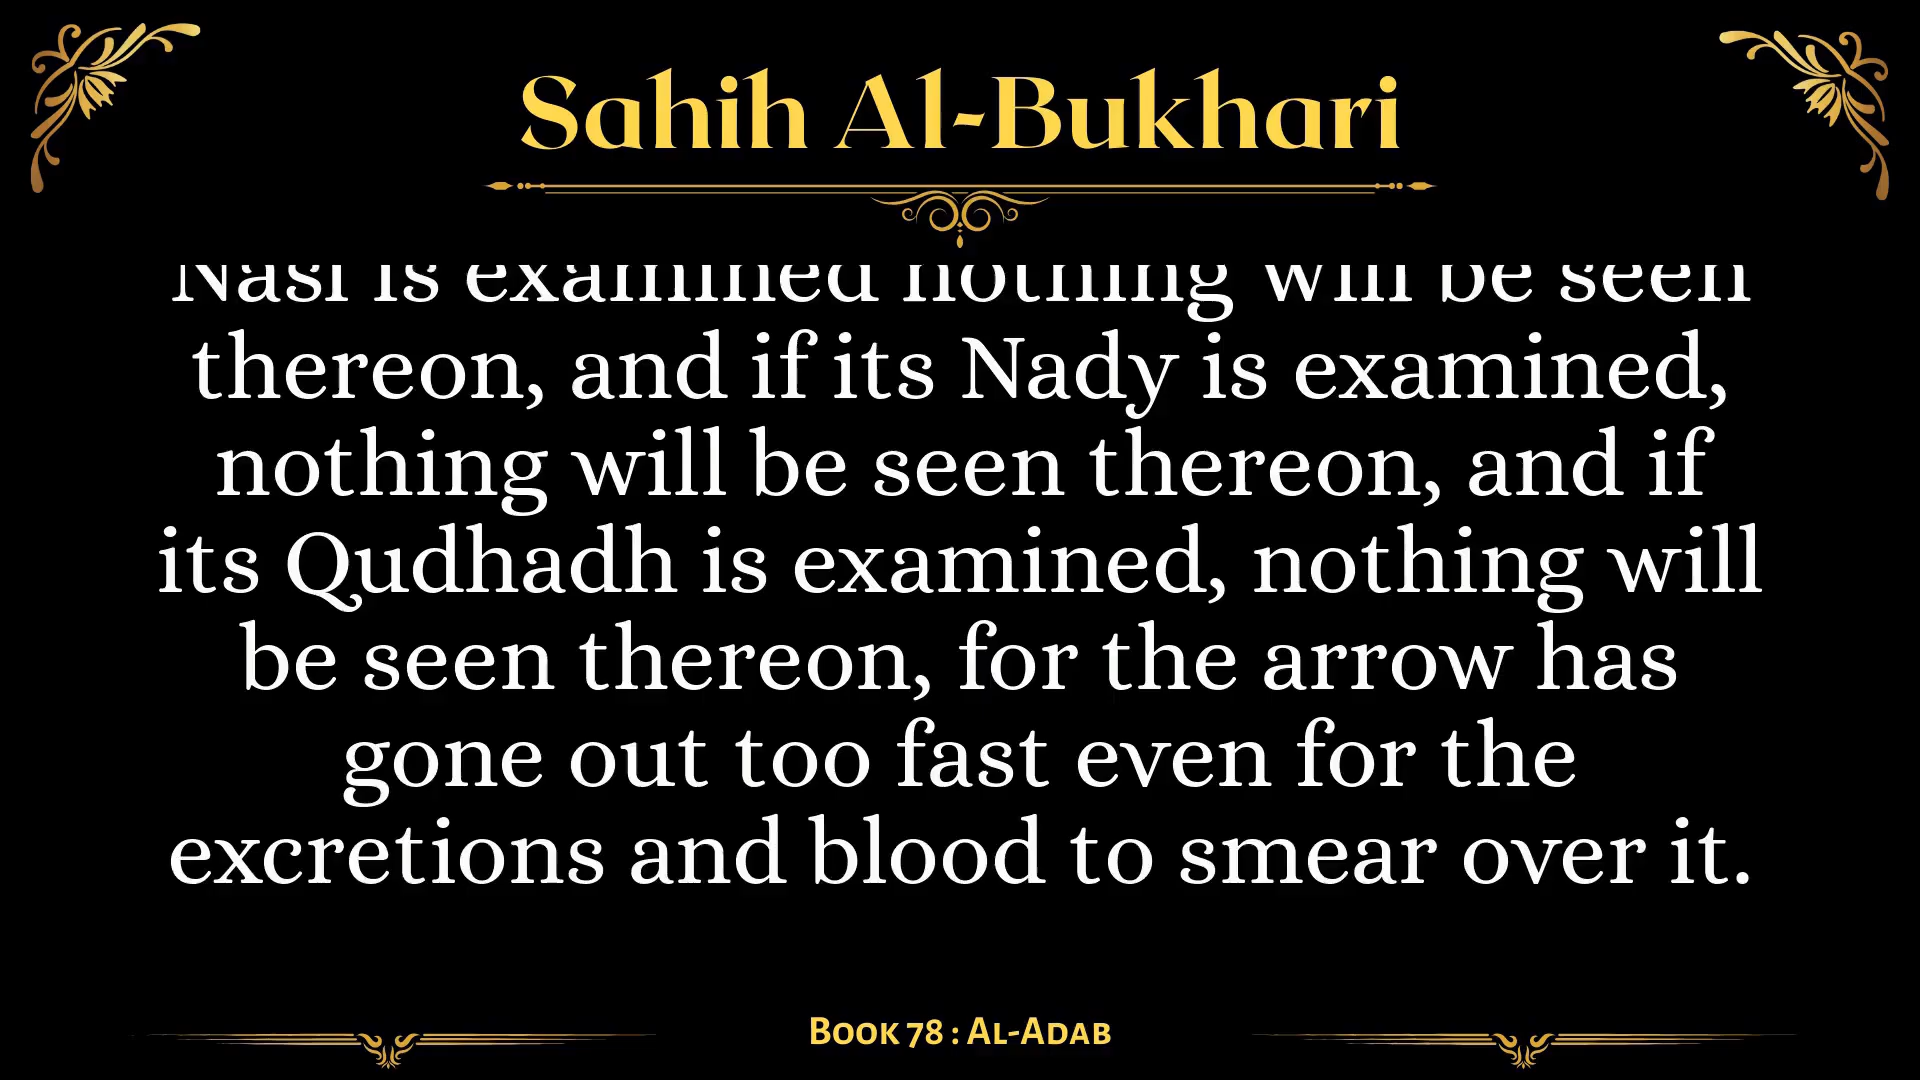 Sahih Al-Bukhari
Nasl is examined nothing will be seen
thereon, and if its Nady is examined,
nothing will be seen thereon, and if
its Qudhadh is examined, nothing will
be seen thereon, for the arrow has
gone out too fast even for the
excretions and blood to smear over it.
Book 78 : Al-Adab